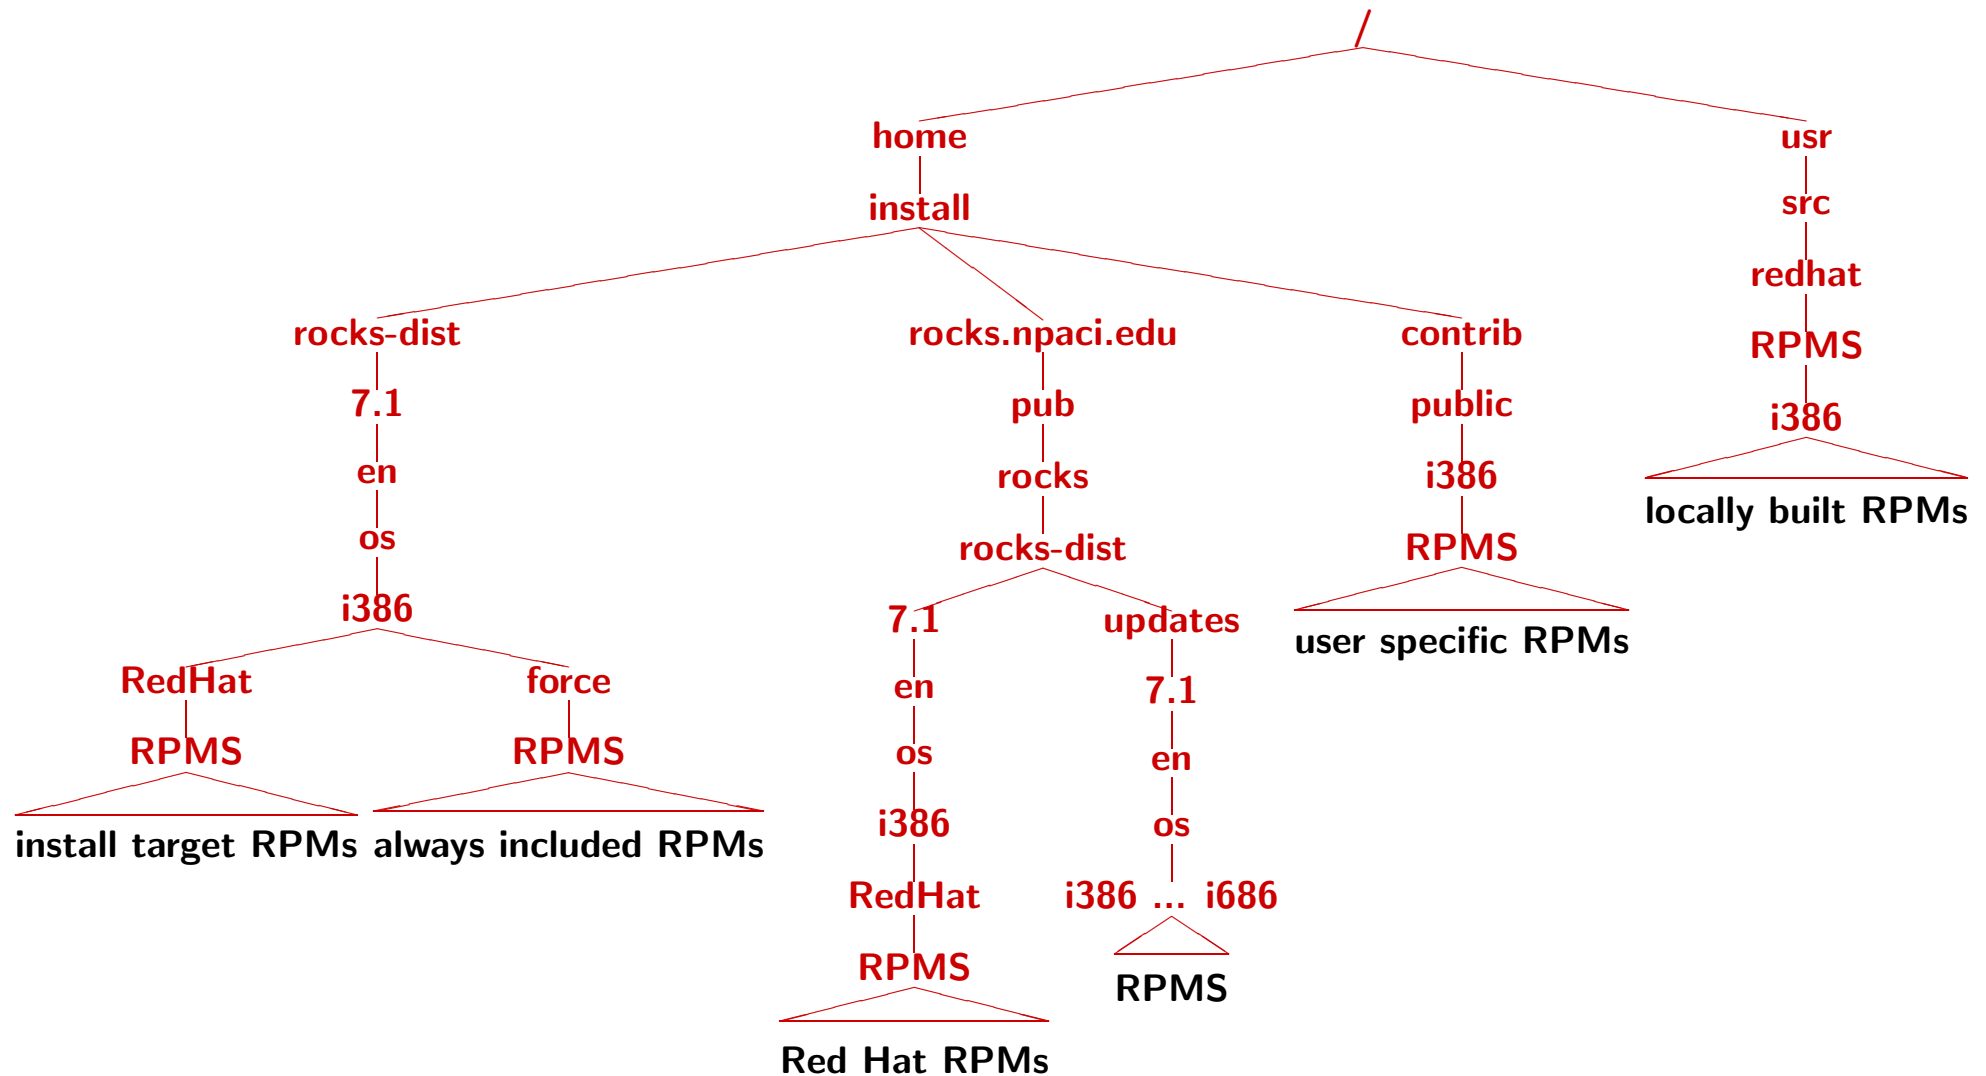 /
home usr
install src
redhat
rocks-dist rocks.npaci.edu contrib RPMS
7.1 pub public i386
en rocks i386
locally built RPMs
os rocks-dist RPMS
i386 7.1 updates
user specific RPMs
RedHat force en 7.1
RPMS RPMS os en
i386 os
install target RPMs always included RPMs
RedHat i386 ... i686
RPMS
RPMS
Red Hat RPMs